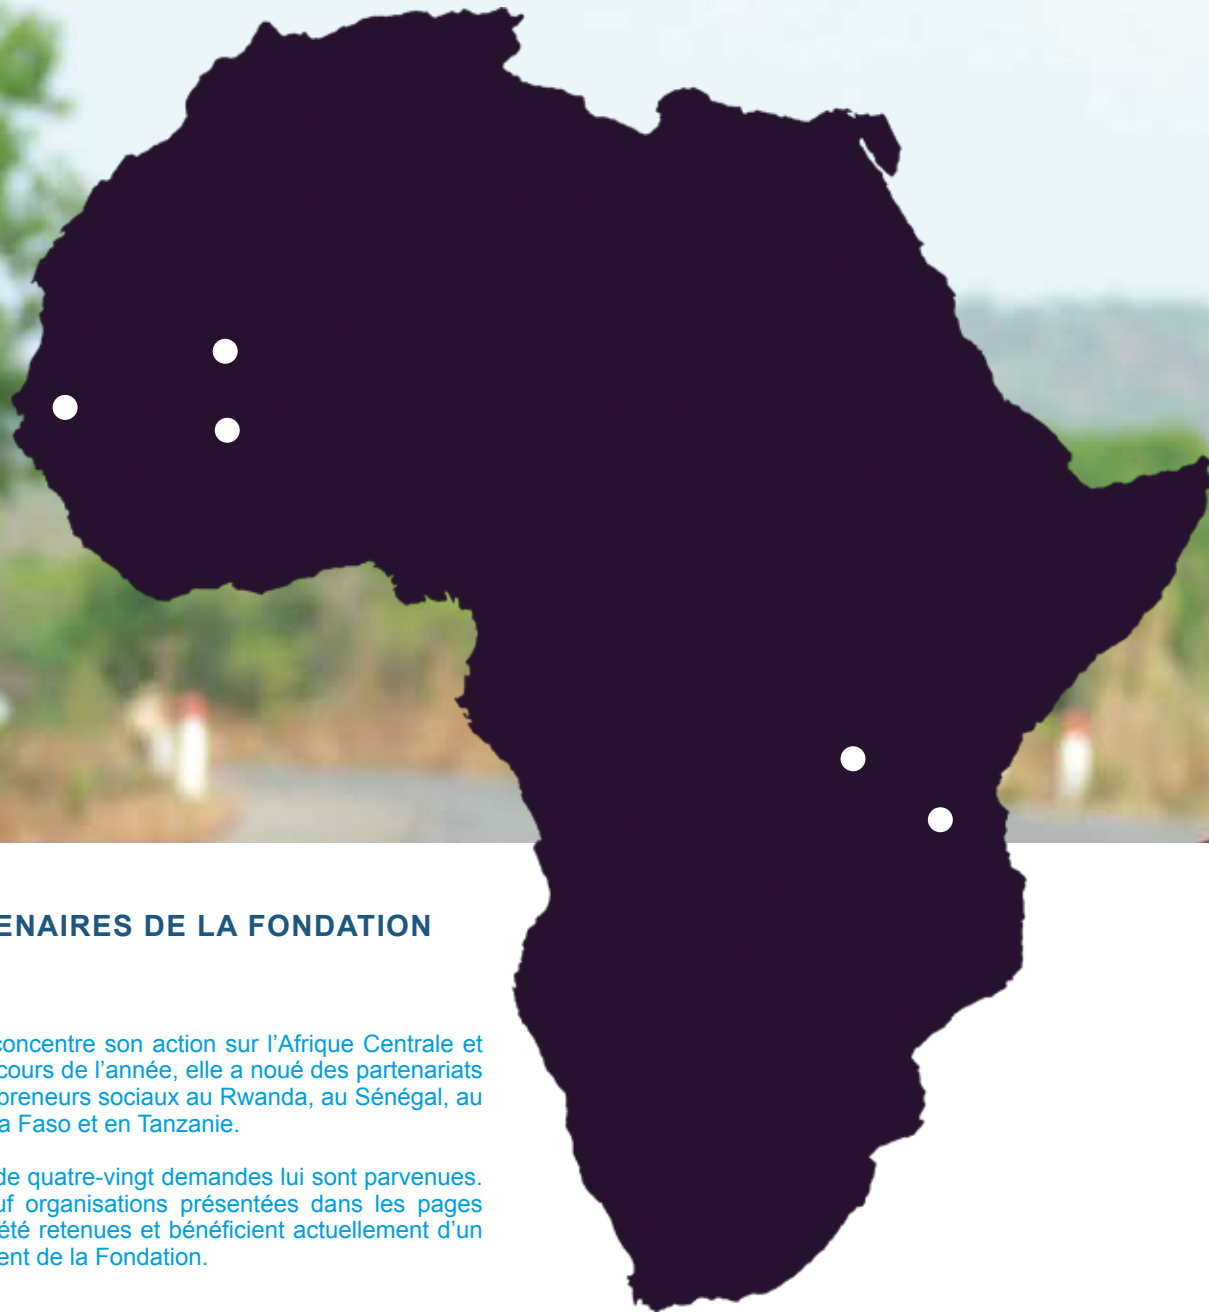 ENAIRES DE LA FONDATION
concentre son action sur l’Afrique Centrale et
cours de l’année, elle a noué des partenariats
preneurs sociaux au Rwanda, au Sénégal, au
a Faso et en Tanzanie.
de quatre-vingt demandes lui sont parvenues.
uf organisations présentées dans les pages
été retenues et bénéficient actuellement d’un
ent de la Fondation.